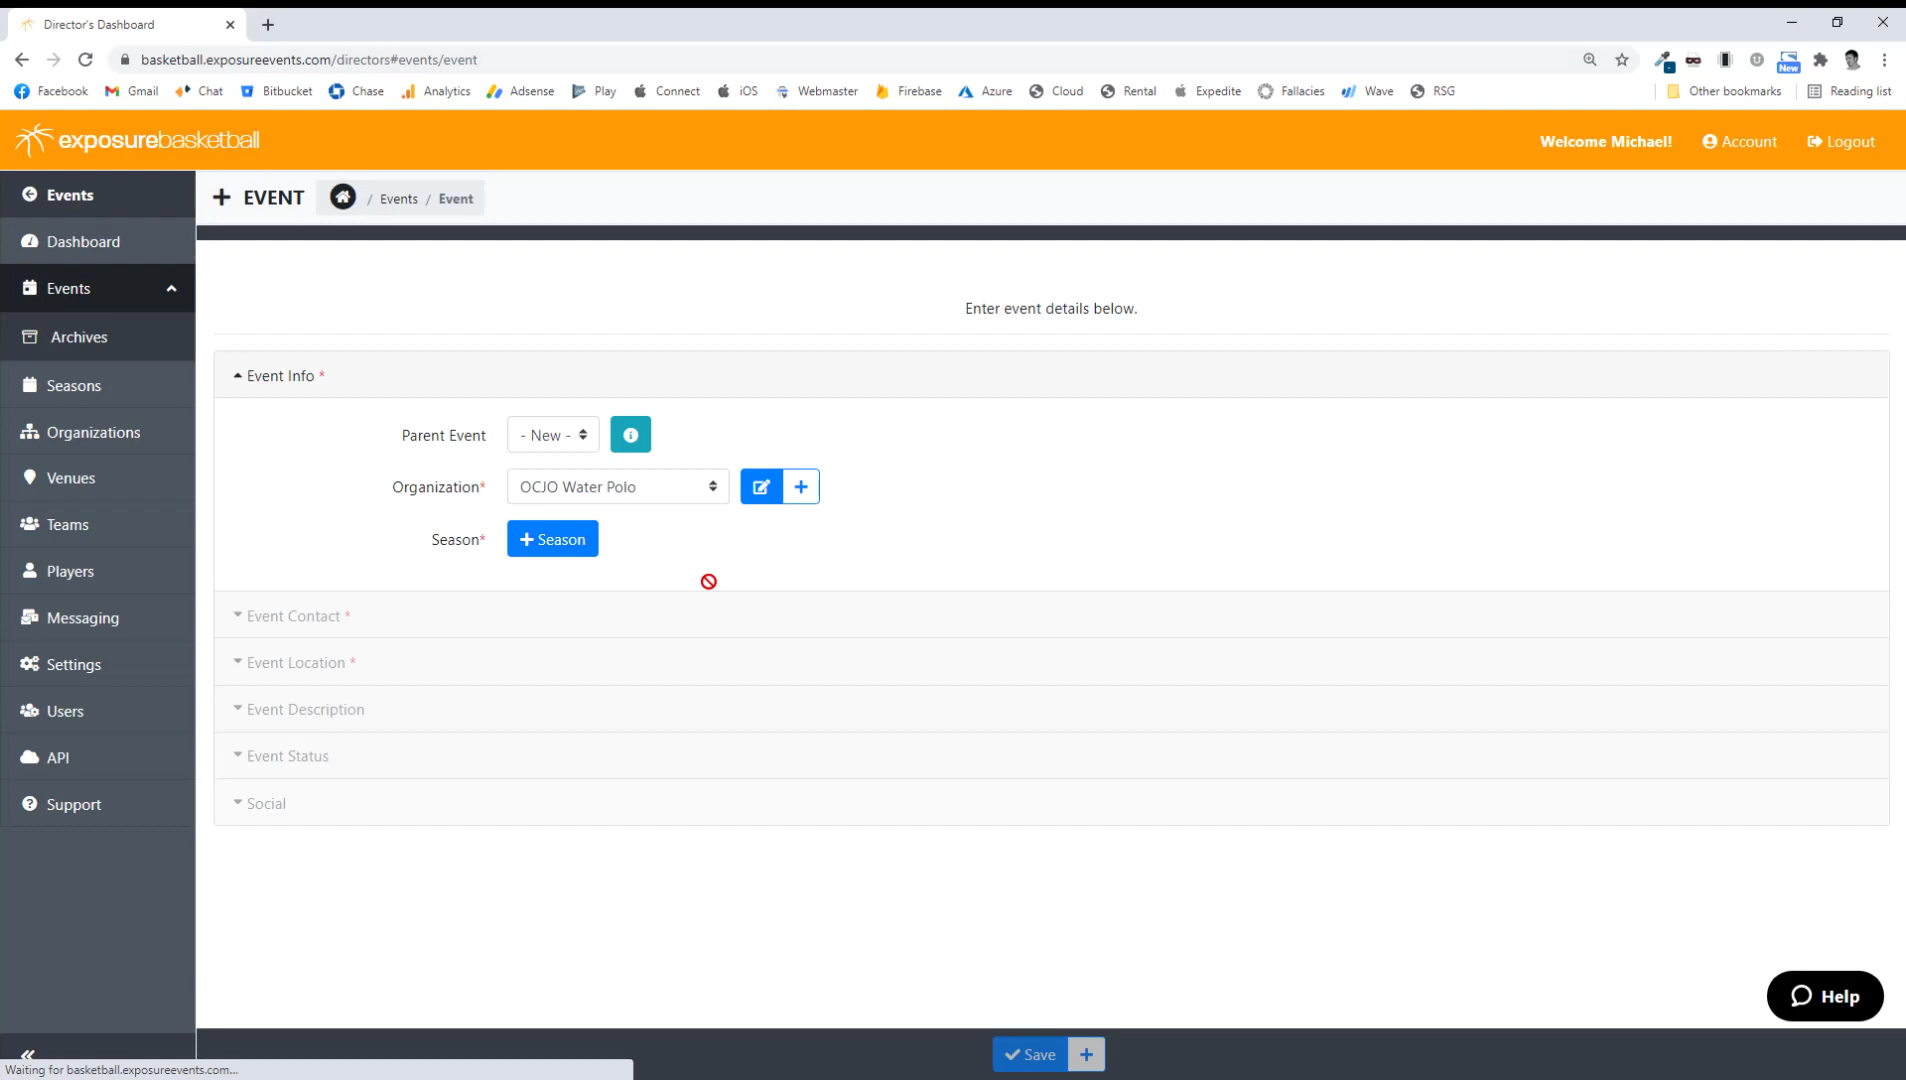 Director's Dashboard
basketball.exposureevents.com/directors#events/event
New
Facebook Gmail Chat Bitbucket Chase Analytics Adsense Play Connect iOS Webmaster Firebase Azure Cloud Rental Expedite Fallacies Wave RSG Other bookmarks Reading list
exposurebasketball
Welcome Michael! Account Logout
Events
Dashboard
Events
Archives
Seasons
Organizations
Venues
Teams
Players
Messaging
Settings
Users
API
Support
EVENT / Events / Event
Enter event details below.
Event Info *
Parent Event - New -
Organization* OCJO Water Polo
Season* Season
Event Contact *
Event Location *
Event Description
Event Status
Social
Help
Save
Waiting for basketball.exposureevents.com...